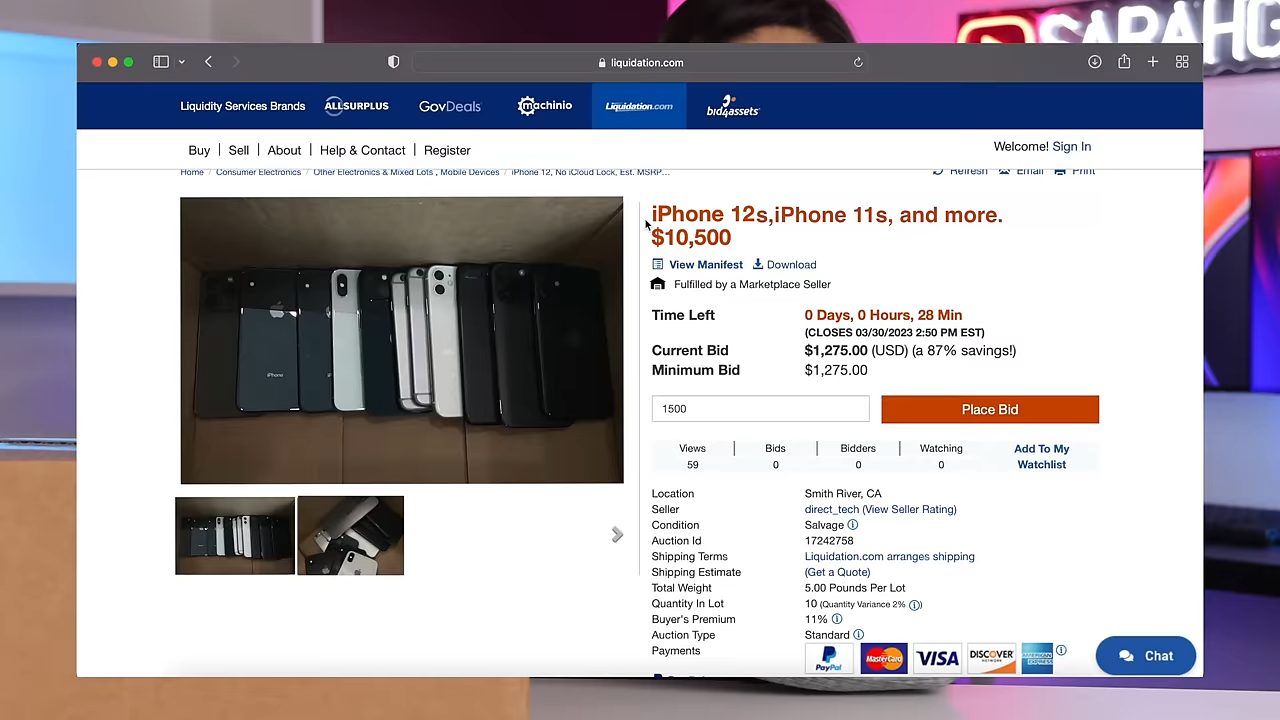 SARAHG
liquidation.com
Liquidity Services Brands
ALLSURPLUS
GovDeals
machinio
Liquidation.com
bid4assets
Buy | Sell | About | Help & Contact | Register
Welcome! Sign In
Home / Consumer Electronics / Other Electronics & Mixed Lots , Mobile Devices / iPhone 12, No iCloud Lock, Est. MSRP...
Refresh Email Print
iPhone 12s,iPhone 11s, and more.
$10,500
View Manifest Download
Fulfilled by a Marketplace Seller
Time Left 0 Days, 0 Hours, 28 Min
(CLOSES 03/30/2023 2:50 PM EST)
Current Bid $1,275.00 (USD) (a 87% savings!)
Minimum Bid $1,275.00
1500 Place Bid
Views | Bids | Bidders | Watching Add To My
59 0 0 0 Watchlist
Location Smith River, CA
Seller direct_tech (View Seller Rating)
Condition Salvage
Auction Id 17242758
Shipping Terms Liquidation.com arranges shipping
Shipping Estimate (Get a Quote)
Total Weight 5.00 Pounds Per Lot
Quantity In Lot 10 (Quantity Variance 2% )
Buyer's Premium 11%
Auction Type Standard
Payments PayPal MasterCard VISA DISCOVER NETWORK AMERICAN EXPRESS
Chat
iPhone